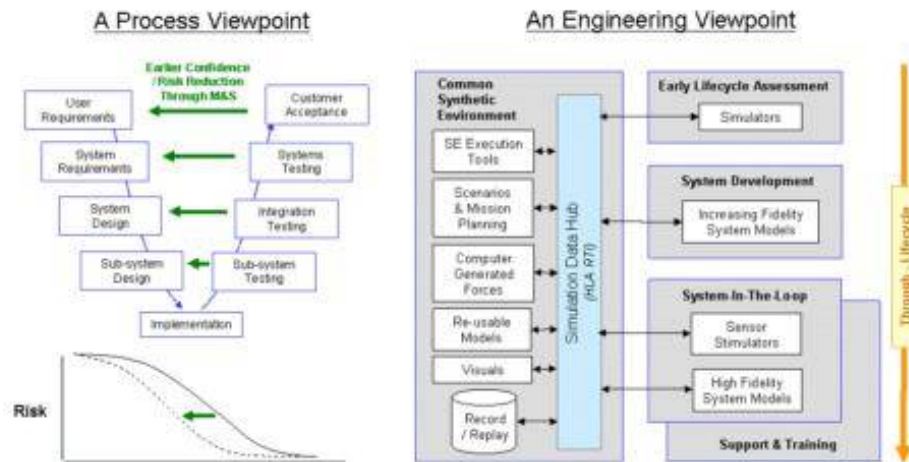 A Process Viewpoint
Earlier Confidence
/ Risk Reduction
Through M&S
User
Requirements
Customer
Acceptance
System
Requirements
Systems
Testing
System
Design
Integration
Testing
Sub-system
Design
Sub-system
Testing
Implementation
Risk
An Engineering Viewpoint
Common
Synthetic
Environment
SE Execution
Tools
Scenarios
& Mission
Planning
Computer
Generated
Forces
Re-usable
Models
Visuals
Record
/ Replay
Simulation Data Hub
(HLA RTI)
Early Lifecycle Assessment
Simulators
System Development
Increasing Fidelity
System Models
System-In-The-Loop
Sensor
Stimulators
High Fidelity
System Models
Support & Training
Through - Lifecycle